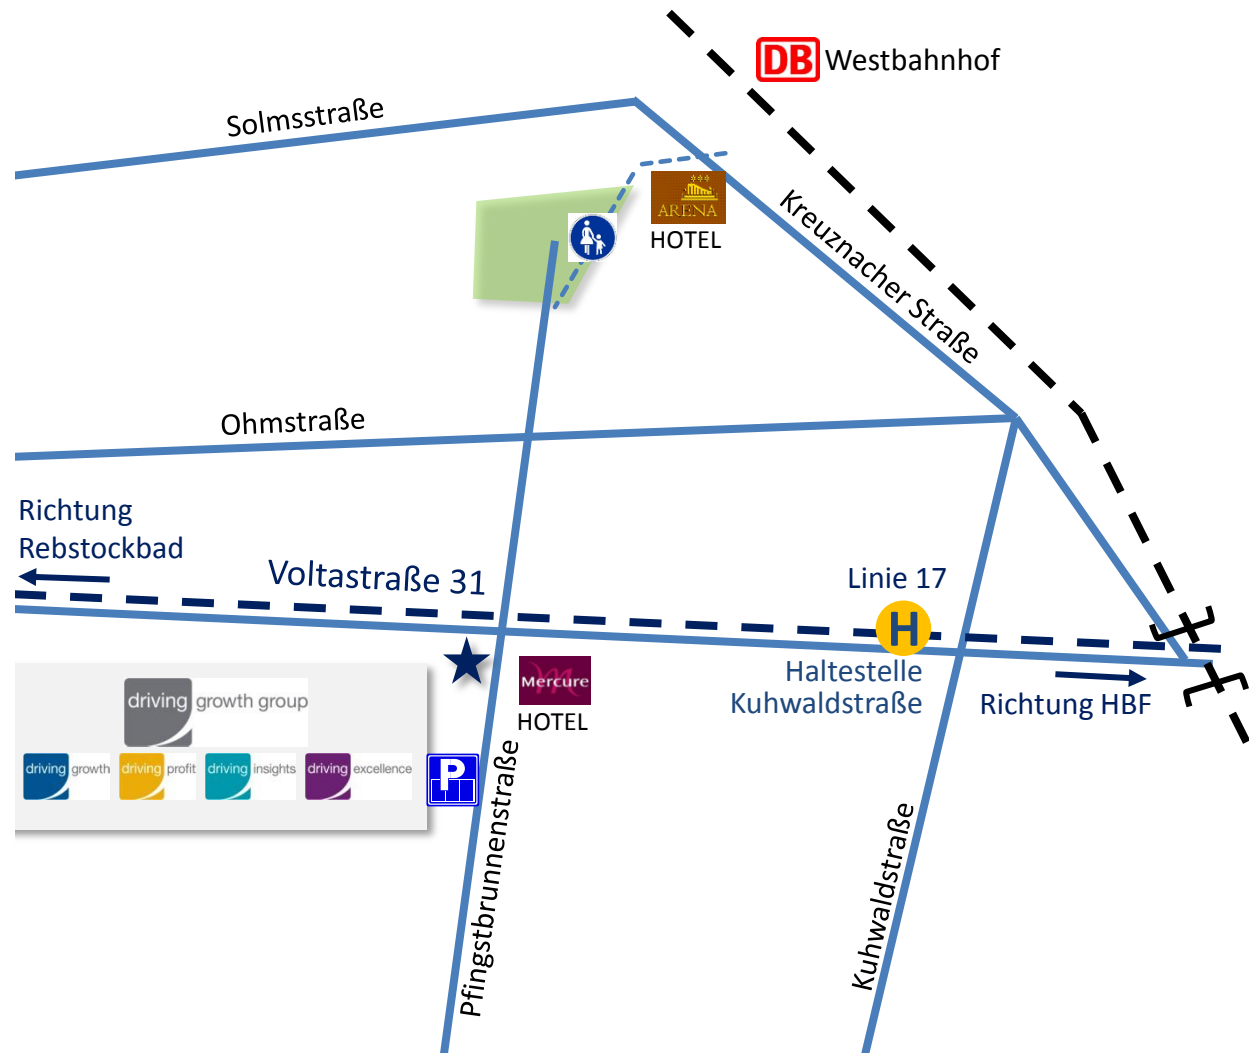 DB Westbahnhof
Solmsstraße
***
ARENA
HOTEL
Kreuznacher Straße
Ohmstraße
Richtung
Rebstockbad
Voltastraße 31
Linie 17
H
Haltestelle
Kuhwaldstraße
Richtung HBF
Mercure
HOTEL
driving growth group
driving growth
driving profit
driving insights
driving excellence
P
Pfingstbrunnenstraße
Kuhwaldstraße